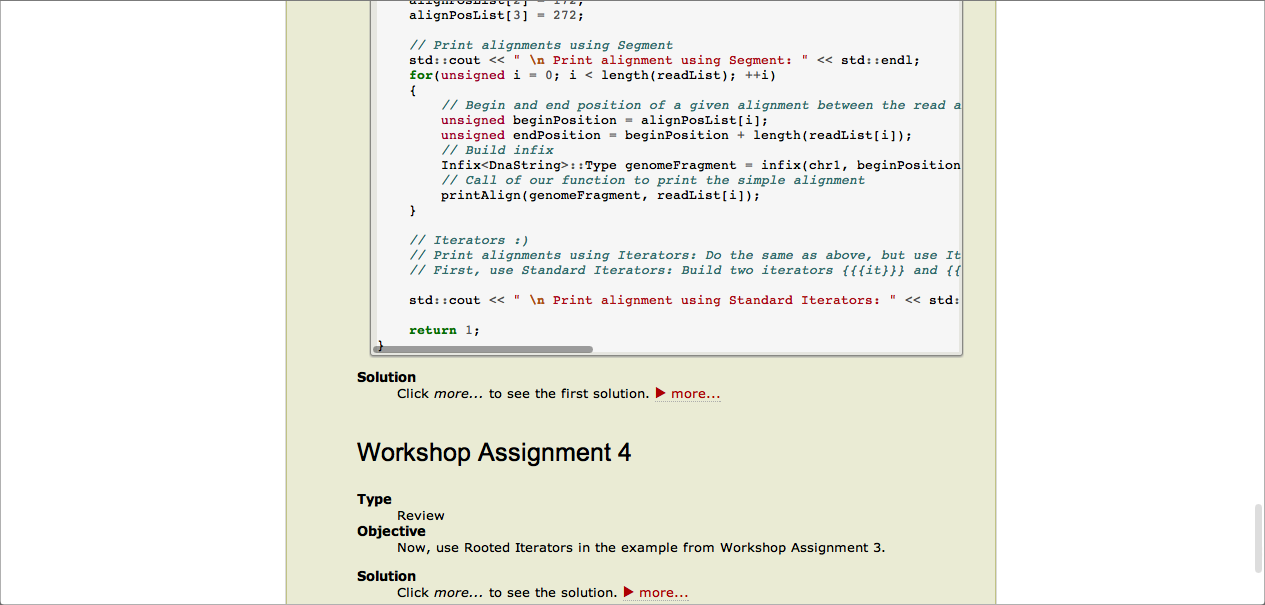 alignPosList[2] = 172;
alignPosList[3] = 272;
// Print alignments using Segment
std::cout << " \n Print alignment using Segment: " << std::endl;
for(unsigned i = 0; i < length(readList); ++i)
{
// Begin and end position of a given alignment between the read a
unsigned beginPosition = alignPosList[i];
unsigned endPosition = beginPosition + length(readList[i]);
// Build infix
Infix<DnaString>::Type genomeFragment = infix(chr1, beginPosition
// Call of our function to print the simple alignment
printAlign(genomeFragment, readList[i]);
}
// Iterators :)
// Print alignments using Iterators: Do the same as above, but use It
// First, use Standard Iterators: Build two iterators {{{it}}} and {{
std::cout << " \n Print alignment using Standard Iterators: " << std:
return 1;
}
Solution
Click more... to see the first solution. ▶ more...
Workshop Assignment 4
Type
Review
Objective
Now, use Rooted Iterators in the example from Workshop Assignment 3.
Solution
Click more... to see the solution. ▶ more...